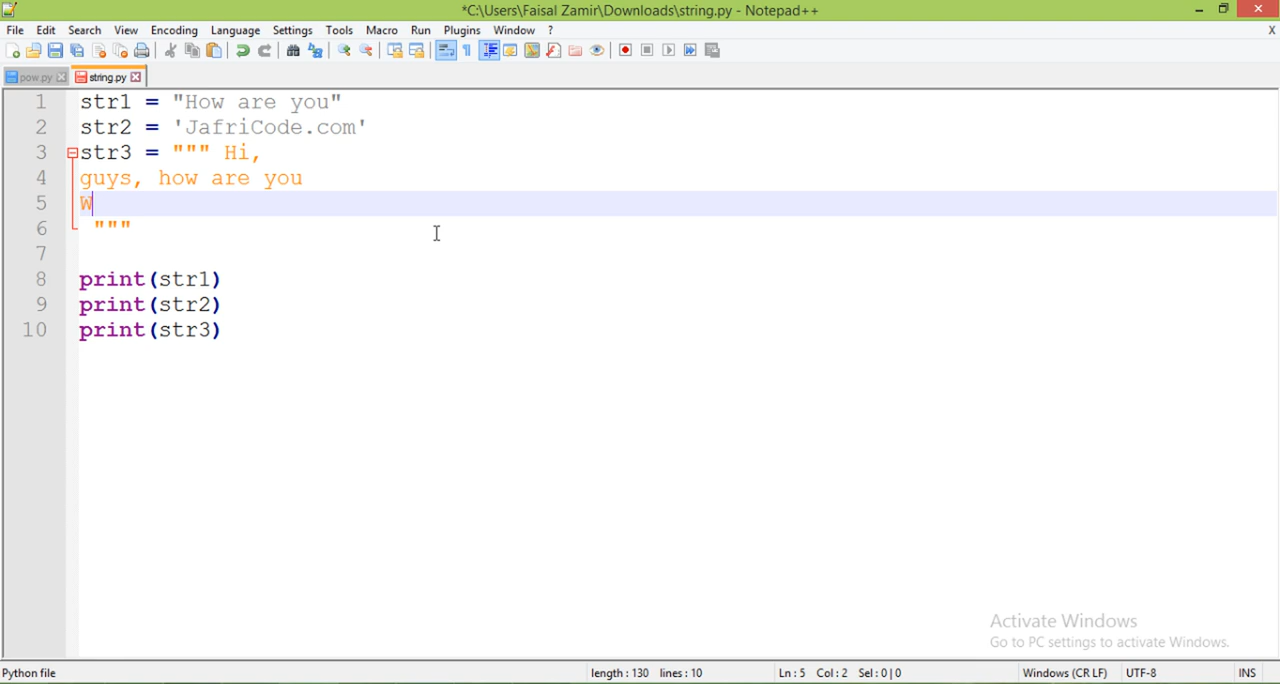 *C:\Users\Faisal Zamir\Downloads\string.py - Notepad++
File Edit Search View Encoding Language Settings Tools Macro Run Plugins Window ? X
pow.py string.py
1 str1 = "How are you"
2 str2 = 'JafriCode.com'
3 str3 = """ Hi,
4 guys, how are you
5 W
6 """
7
8 print(str1)
9 print(str2)
10 print(str3)
Activate Windows
Go to PC settings to activate Windows.
Python file length : 130 lines : 10 Ln : 5 Col : 2 Sel : 0 | 0 Windows (CR LF) UTF-8 INS